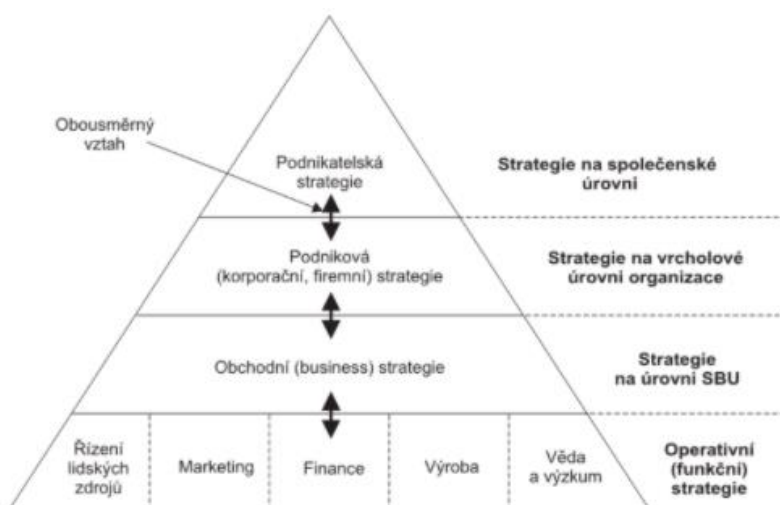 Obousměrný
vztah
Podnikatelská
strategie
Strategie na společenské
úrovni
Podniková
(korporační, firemní) strategie
Strategie na vrcholové
úrovni organizace
Obchodní (business) strategie
Strategie
na úrovni SBU
Řízení
lidských
zdrojů
Marketing
Finance
Výroba
Věda
a výzkum
Operativní
(funkční)
strategie